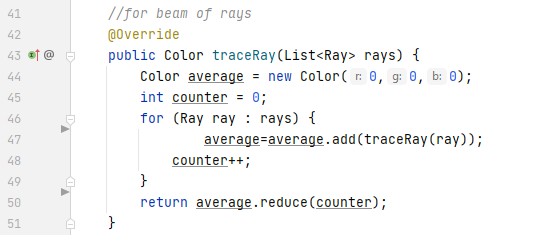 41 //for beam of rays
42 @Override
43 @ public Color traceRay(List<Ray> rays) {
44 Color average = new Color( r: 0, g: 0, b: 0);
45 int counter = 0;
46 for (Ray ray : rays) {
47 average=average.add(traceRay(ray));
48 counter++;
49 }
50 return average.reduce(counter);
51 }